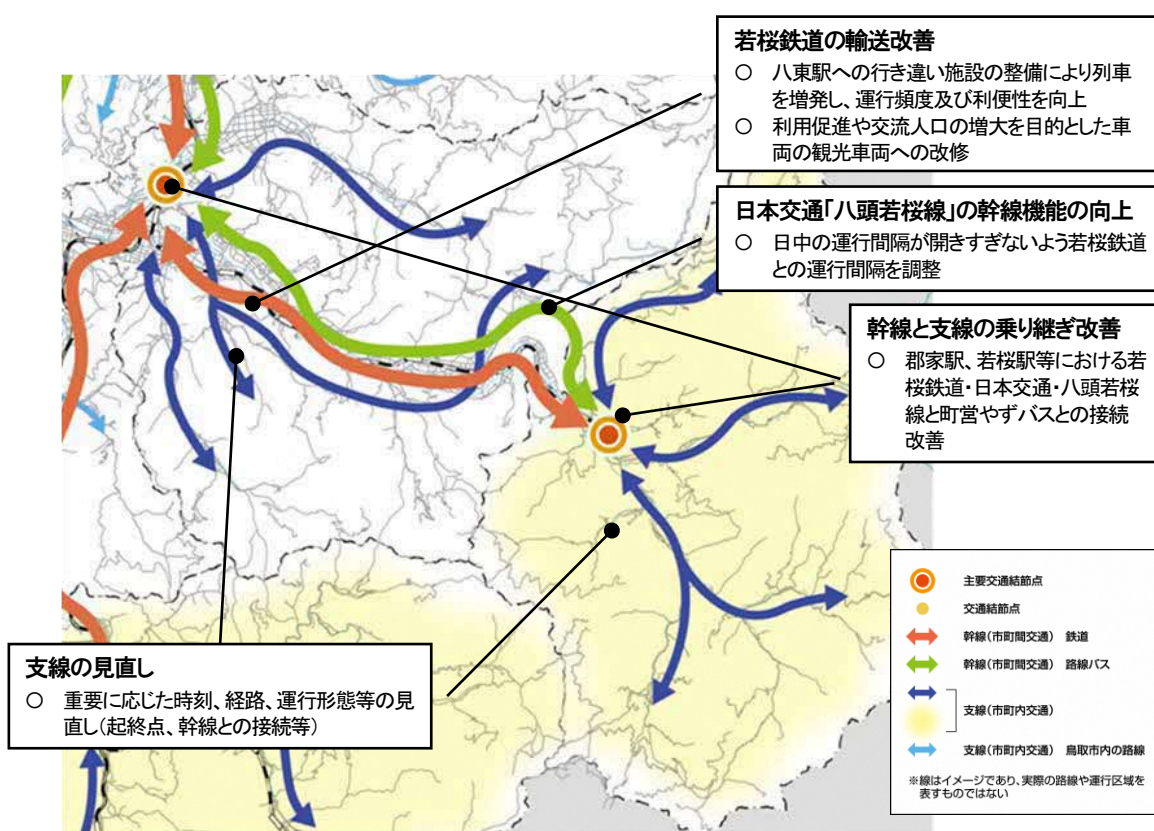 若桜鉄道の輸送改善
○ 八東駅への行き違い施設の整備により列車
を増発し、運行頻度及び利便性を向上
○ 利用促進や交流人口の増大を目的とした車
両の観光車両への改修
日本交通「八頭若桜線」の幹線機能の向上
○ 日中の運行間隔が開きすぎないよう若桜鉄道
との運行間隔を調整
幹線と支線の乗り継ぎ改善
○ 郡家駅、若桜駅等における若
桜鉄道・日本交通・八頭若桜
線と町営やずバスとの接続
改善
支線の見直し
○ 重要に応じた時刻、経路、運行形態等の見
直し(起終点、幹線との接続等)
主要交通結節点
交通結節点
幹線(市町間交通) 鉄道
幹線(市町間交通) 路線バス
支線(市町内交通)
支線(市町内交通) 鳥取市内の路線
※線はイメージであり、実際の路線や運行区域を
表すものではない